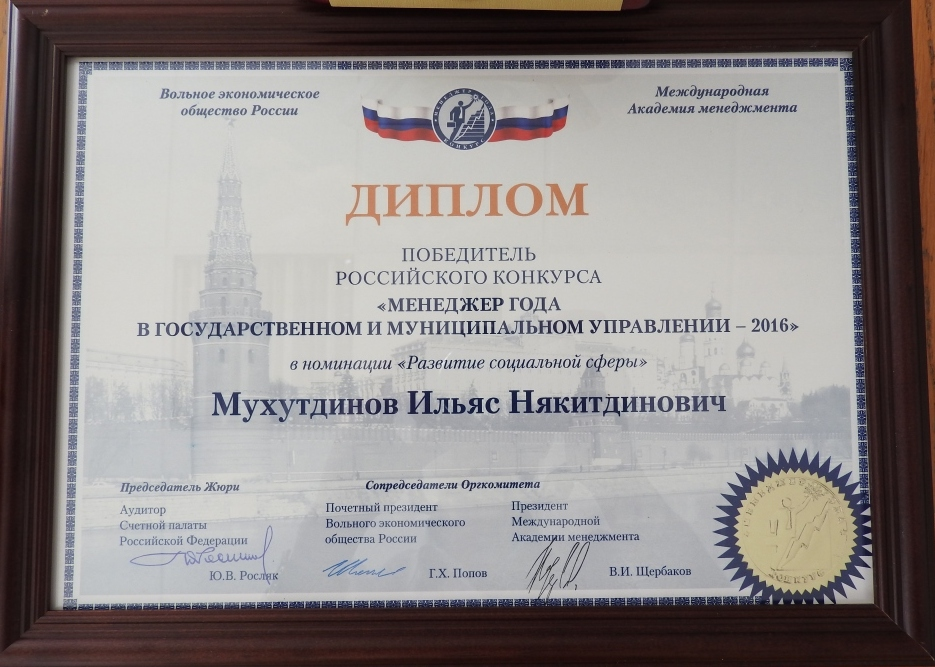 Вольное экономическое
общество России
Международная
Академия менеджмента
ДИПЛОМ
ПОБЕДИТЕЛЬ
РОССИЙСКОГО КОНКУРСА
«МЕНЕДЖЕР ГОДА
В ГОСУДАРСТВЕННОМ И МУНИЦИПАЛЬНОМ УПРАВЛЕНИИ – 2016»
в номинации «Развитие социальной сферы»
Мухутдинов Ильяс Някитдинович
Председатель Жюри
Аудитор
Счетной палаты
Российской Федерации
Ю.В. Росляк
Сопредседатели Оргкомитета
Почетный президент
Вольного экономического
общества России
Г.Х. Попов
Президент
Международной
Академии менеджмента
В.И. Щербаков
КОНКУРС